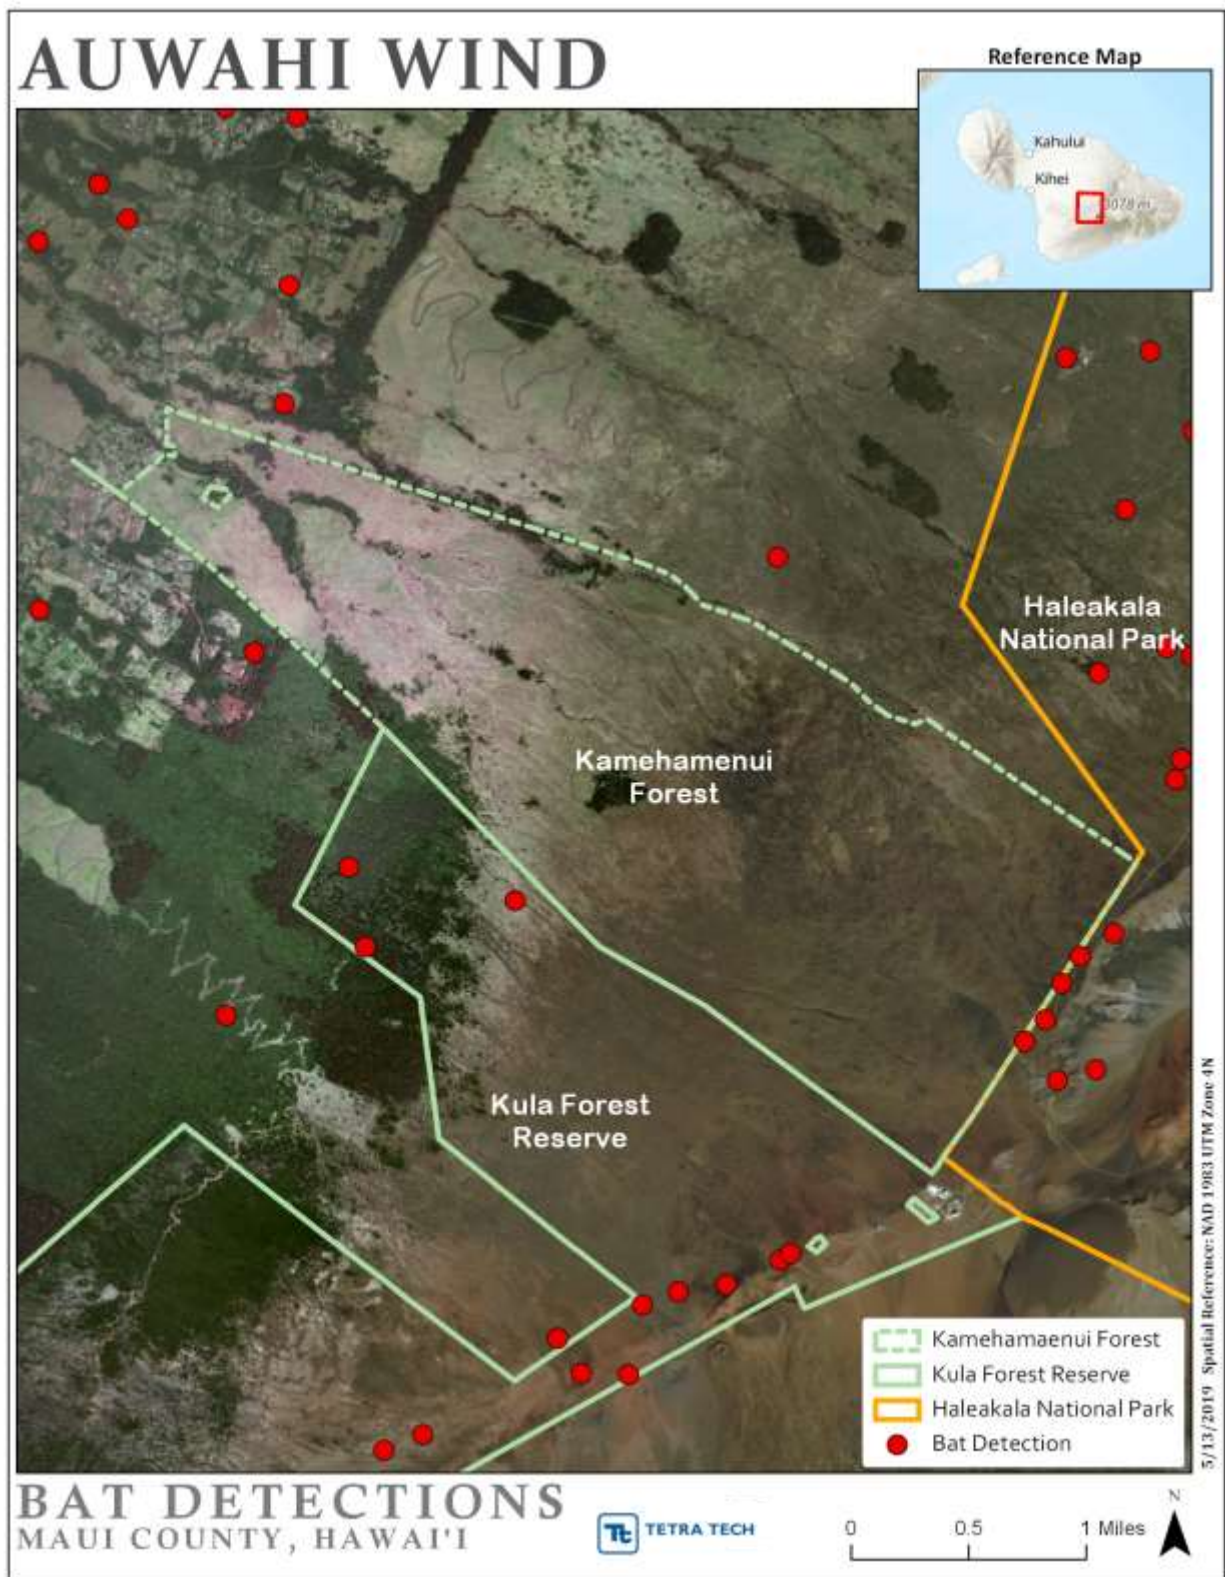 AUWAHI WIND
Reference Map
Kahului
Kihei
3078 m
Haleakala
National Park
Kamehamenui
Forest
Kula Forest
Reserve
Kamehamaenui Forest
Kula Forest Reserve
Haleakala National Park
Bat Detection
5/13/2019 Spatial Reference: NAD 1983 UTM Zone 4N
BAT DETECTIONS
MAUI COUNTY, HAWAI'I
Tt TETRA TECH
0 0.5 1 Miles
N